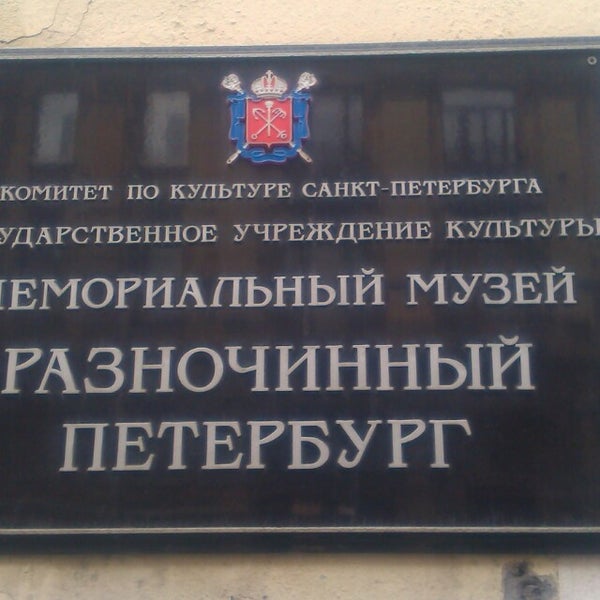 КОМИТЕТ ПО КУЛЬТУРЕ САНКТ-ПЕТЕРБУРГА
УДАРСТВЕННОЕ УЧРЕЖДЕНИЕ КУЛЬТУРЫ
МЕМОРИАЛЬНЫЙ МУЗЕЙ
РАЗНОЧИННЫЙ
ПЕТЕРБУРГ